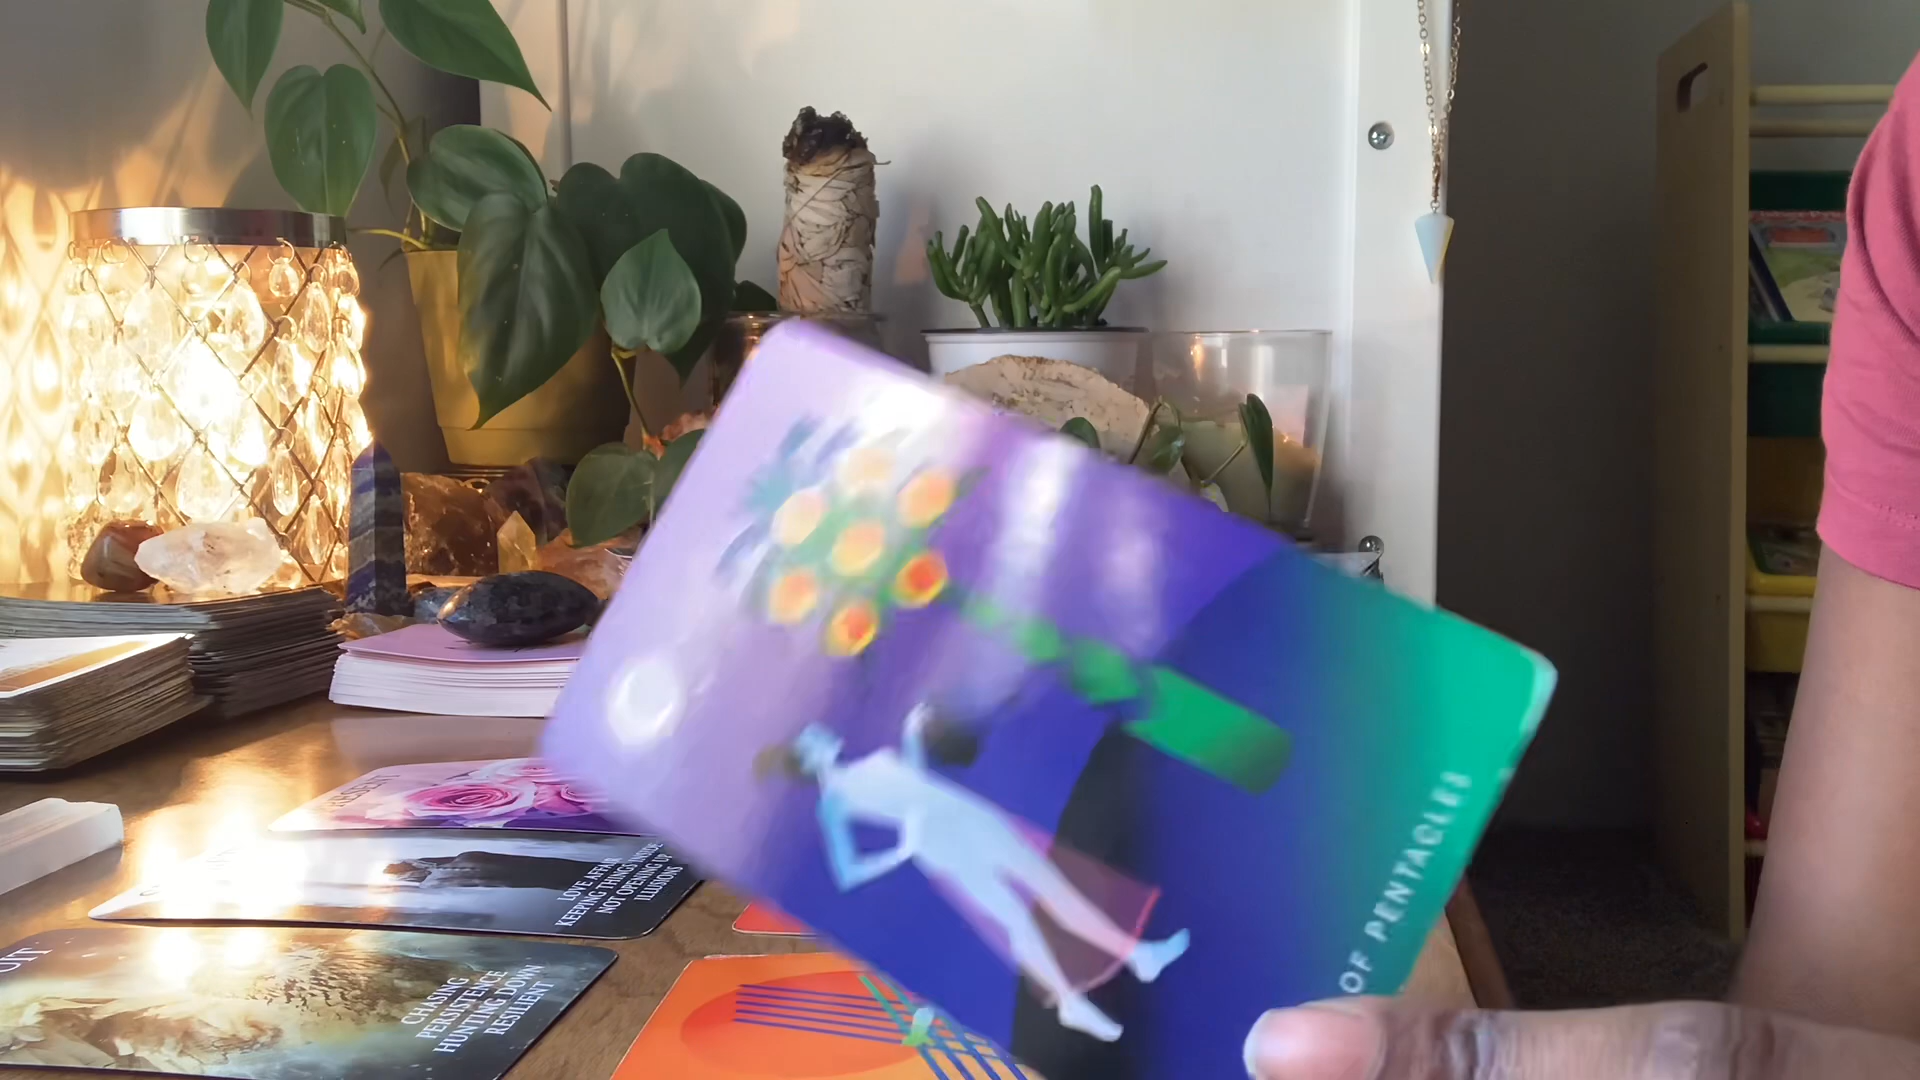 OF PENTACLES
LOVE AFFAIR
KEEPING THINGS INSIDE
NOT OPENING UP
ILLUSIONS
CHASING
PERSISTENCE
HUNTING DOWN
RESILIENT